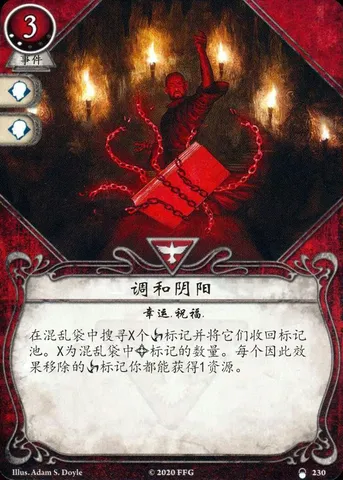 3
事件
调和阴阳
幸运.祝福.
在混乱袋中搜寻X个标记并将它们收回标记
池。X为混乱袋中标记的数量。每个因此效
果移除的标记你都能获得1资源。
Illus. Adam S. Doyle © 2020 FFG 230